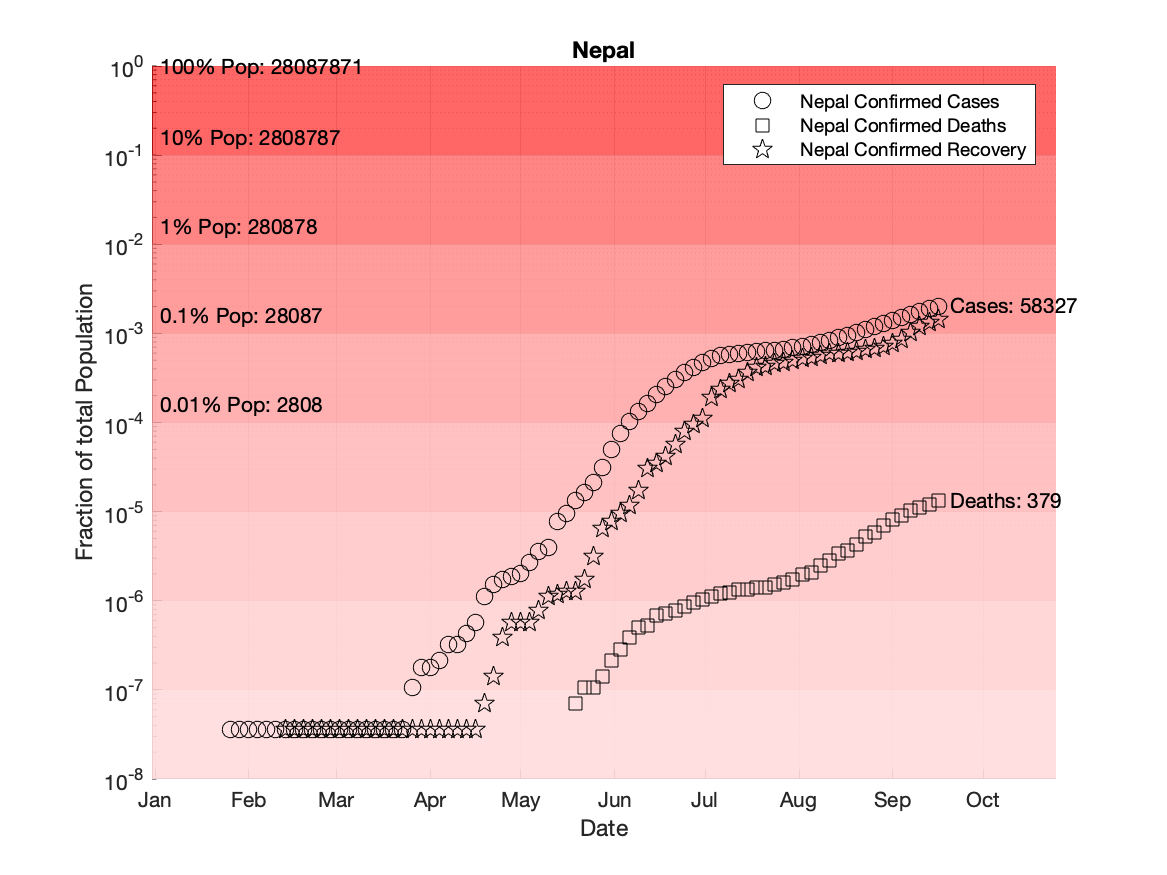 Nepal
10^0
10^-1
10^-2
10^-3
10^-4
10^-5
10^-6
10^-7
10^-8
Fraction of total Population
100% Pop: 28087871
10% Pop: 2808787
1% Pop: 280878
0.1% Pop: 28087
0.01% Pop: 2808
Nepal Confirmed Cases
Nepal Confirmed Deaths
Nepal Confirmed Recovery
Cases: 58327
Deaths: 379
Jan Feb Mar Apr May Jun Jul Aug Sep Oct
Date